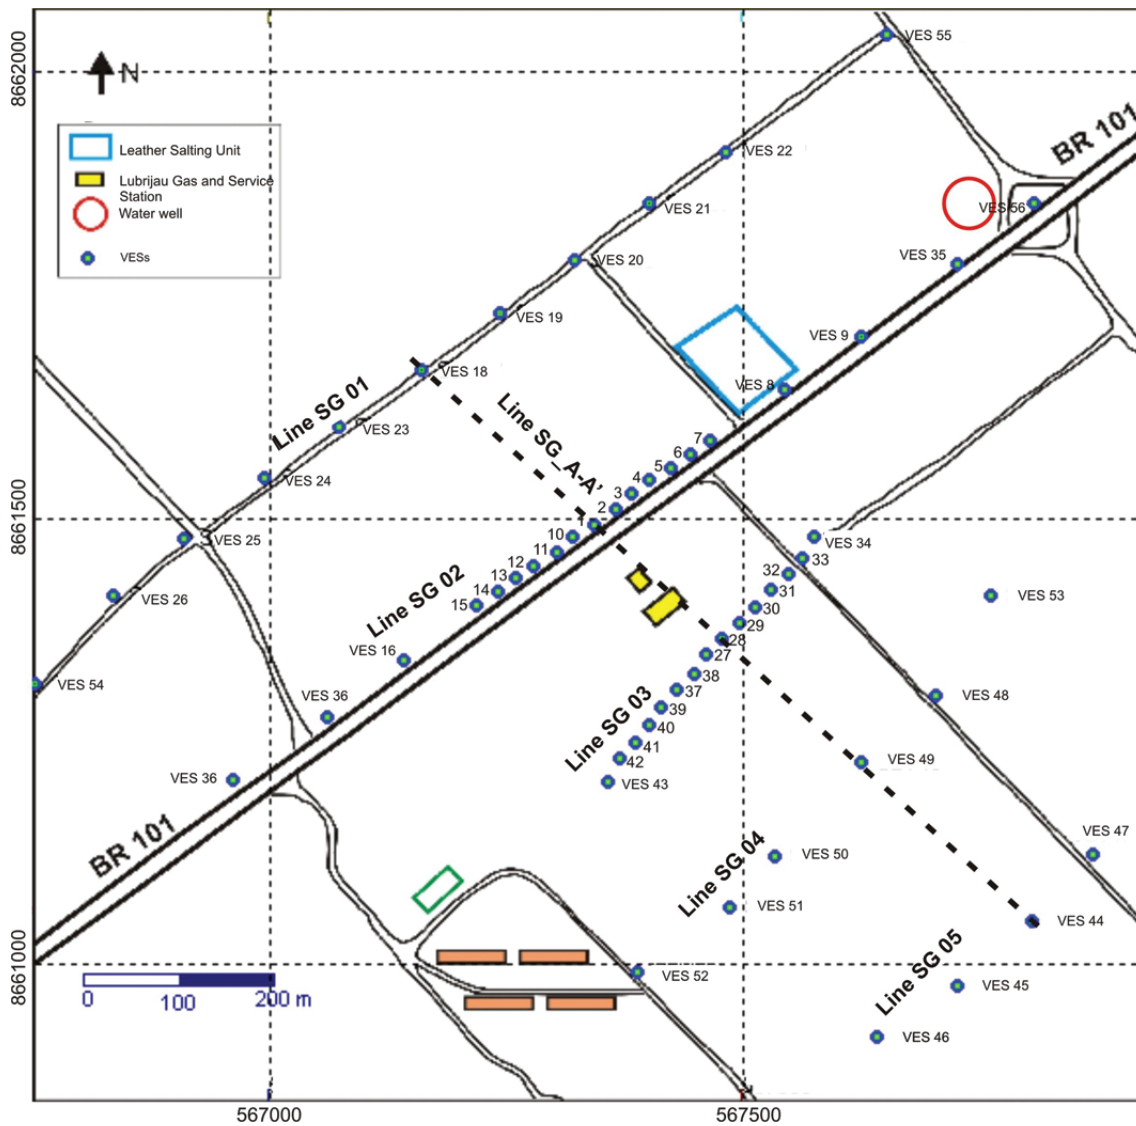 VES 55
8662000
N
BR 101
Leather Salting Unit
VES 22
Lubrijau Gas and Service
Station
Water well
VES 21
VES 56
VESs
VES 20
VES 35
VES 19
VES 9
VES 18
VES 8
Line SG 01
Line SG_A-A'
VES 23
7
6
5
4
3
2
1
VES 24
8661500
VES 25
10
11
12
13
14
15
VES 34
33
32
31
30
29
28
27
38
37
39
40
41
42
VES 43
VES 26
VES 53
Line SG 02
VES 16
VES 54
VES 36
Line SG 03
VES 48
VES 49
VES 36
BR 101
VES 47
Line SG 04
VES 50
VES 51
VES 44
8661000
VES 52
Line SG 05
VES 45
VES 46
0 100 200 m
567000
567500